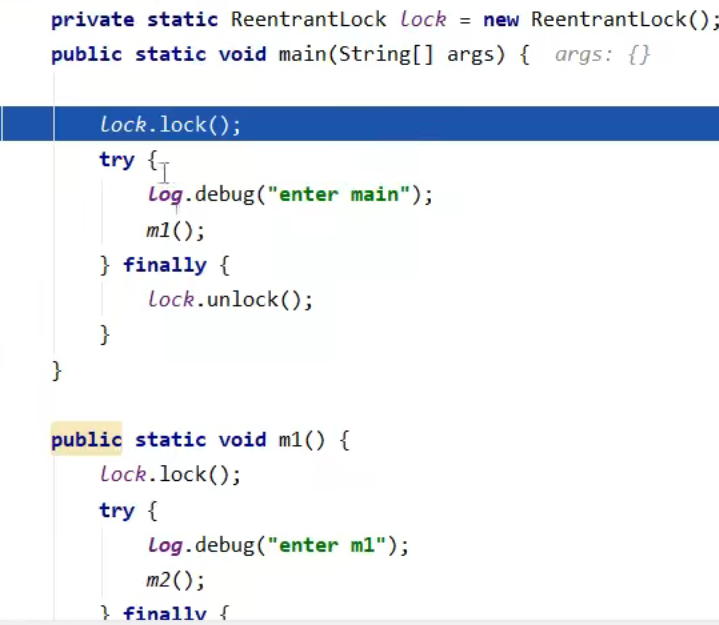 private static ReentrantLock lock = new ReentrantLock();
public static void main(String[] args) {  args: {}
lock.lock();
try {
log.debug("enter main");
m1();
} finally {
lock.unlock();
}
}
public static void m1() {
lock.lock();
try {
log.debug("enter m1");
m2();
} finally {